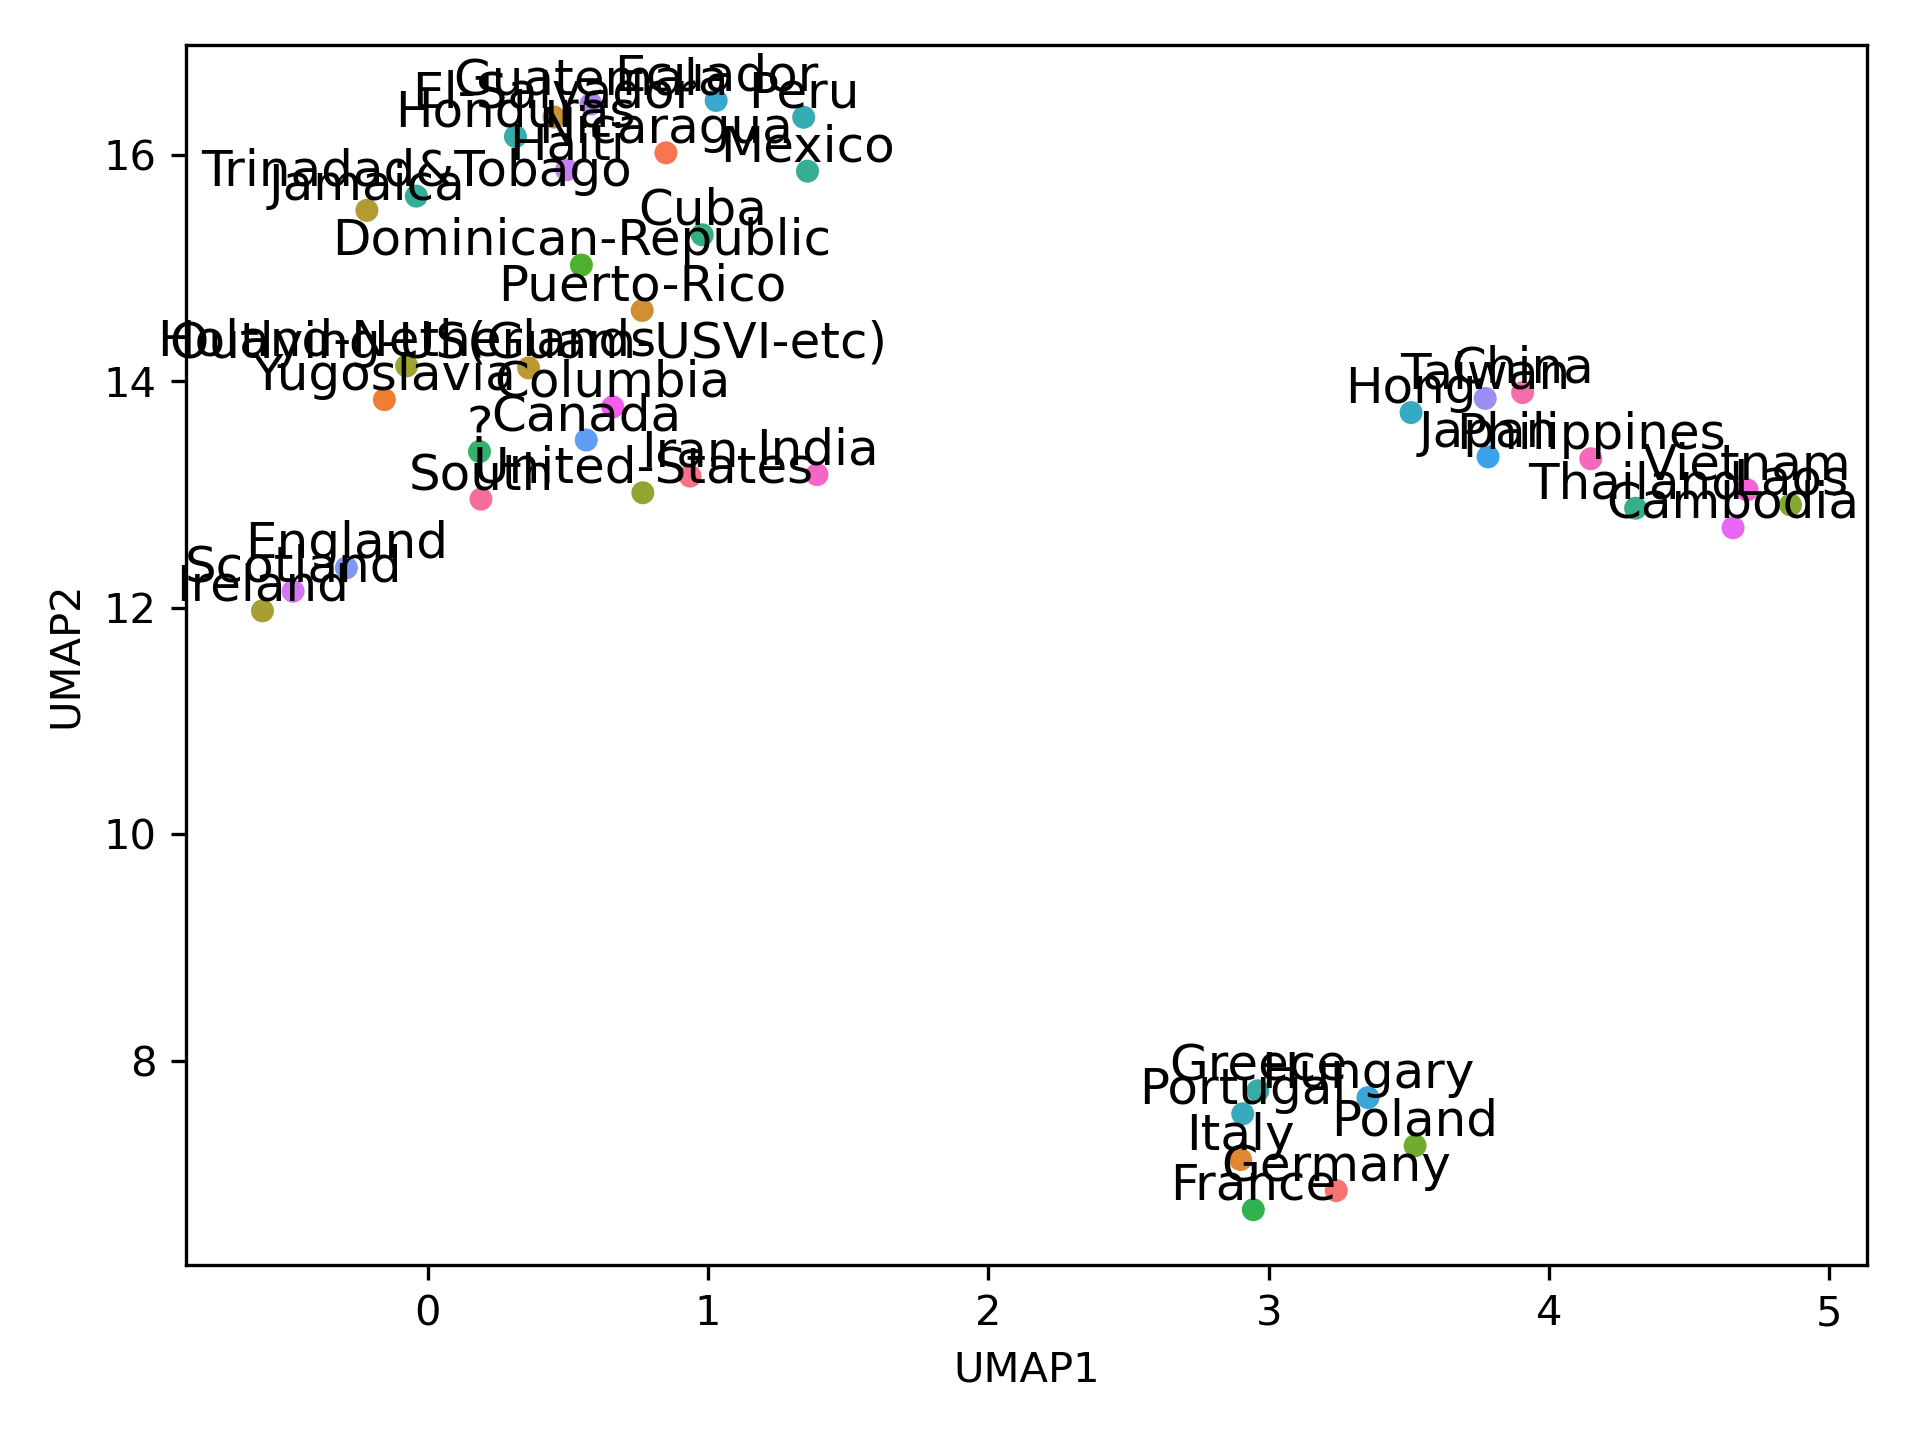 Guatemala
Ecuador
El-Salvador
Peru
Honduras
Nicaragua
Haiti
Mexico
16
Trinadad&Tobago
Jamaica
Cuba
Dominican-Republic
Puerto-Rico
Holand-Netherlands
Outlying-US(Guam-USVI-etc)
14
Yugoslavia
Columbia
China
Taiwan
Hong
?
Canada
Japan
Philippines
Iran
India
South
United-States
Vietnam
Laos
Thailand
Cambodia
England
Scotland
Ireland
12
UMAP2
10
8
Greece
Hungary
Portugal
Poland
Italy
Germany
France
0 1 2 3 4 5
UMAP1